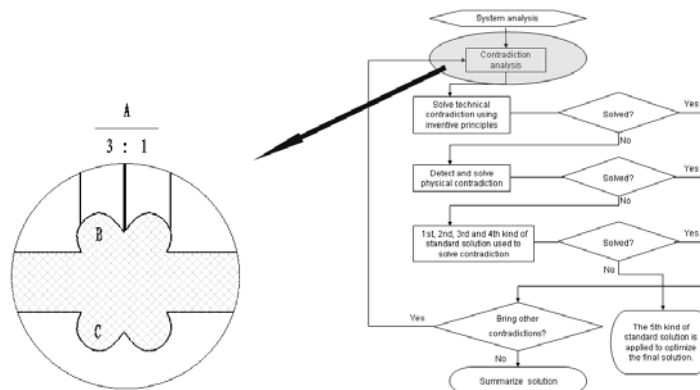 A
3 : 1
B
C
System analysis
Contradiction
analysis
Solve technical
contradiction using
inventive principles
Solved?
Yes
No
Detect and solve
physical contradiction
Solved?
Yes
No
1st, 2nd, 3rd and 4th kind of
standard solution used to
solve contradiction
Solved?
Yes
No
Yes
Bring other
contradictions?
No
The 5th kind of
standard solution is
applied to optimize
the final solution.
Summarize solution